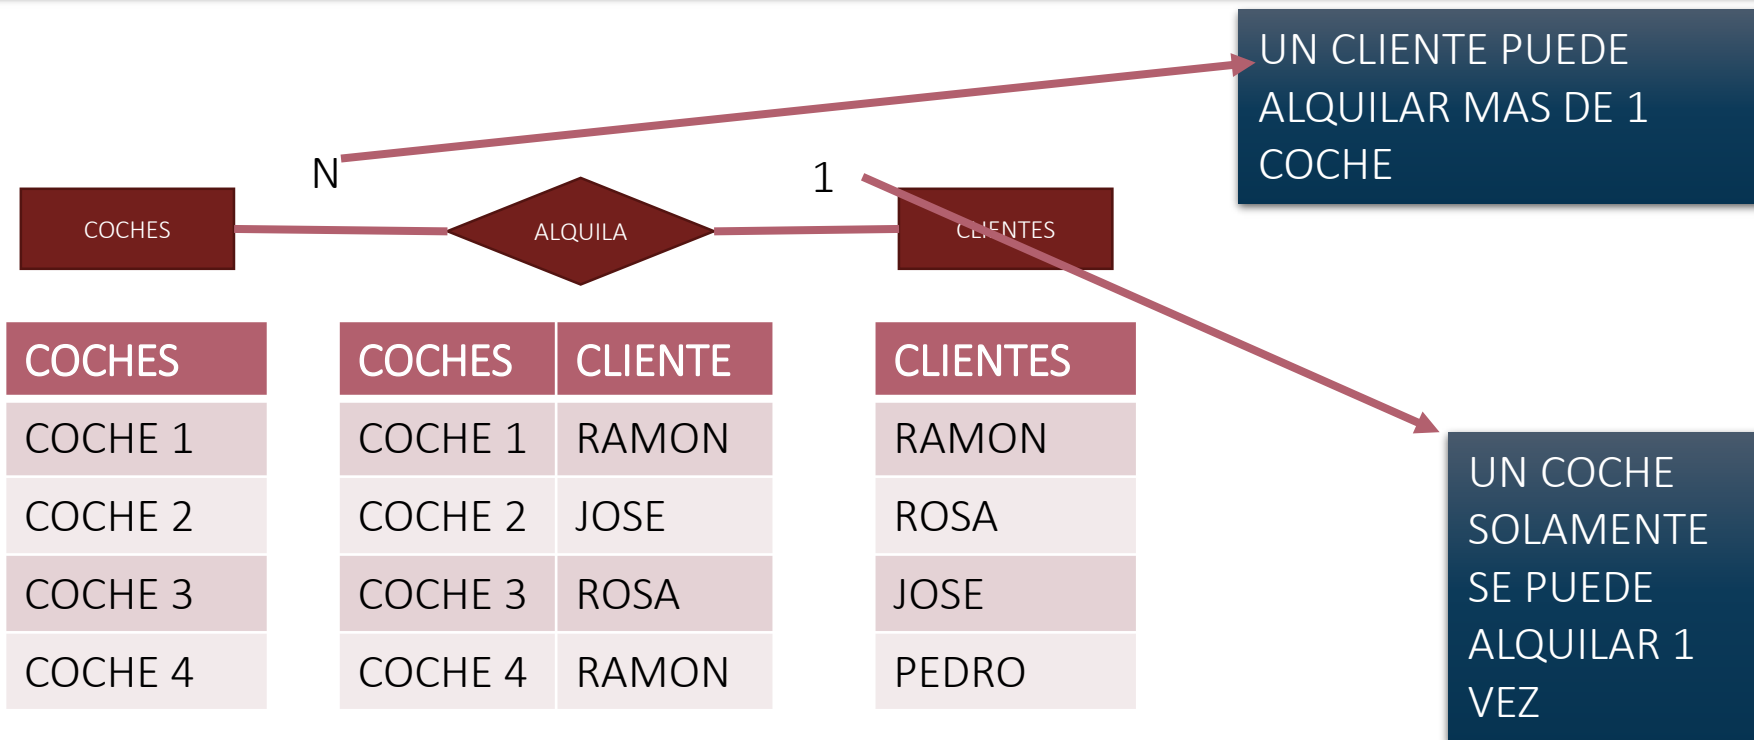 UN CLIENTE PUEDE
ALQUILAR MAS DE 1
COCHE
N
1
COCHES
ALQUILA
CLIENTES
COCHES
COCHE 1
COCHE 2
COCHE 3
COCHE 4
COCHES CLIENTE
COCHE 1 RAMON
COCHE 2 JOSE
COCHE 3 ROSA
COCHE 4 RAMON
CLIENTES
RAMON
ROSA
JOSE
PEDRO
UN COCHE
SOLAMENTE
SE PUEDE
ALQUILAR 1
VEZ